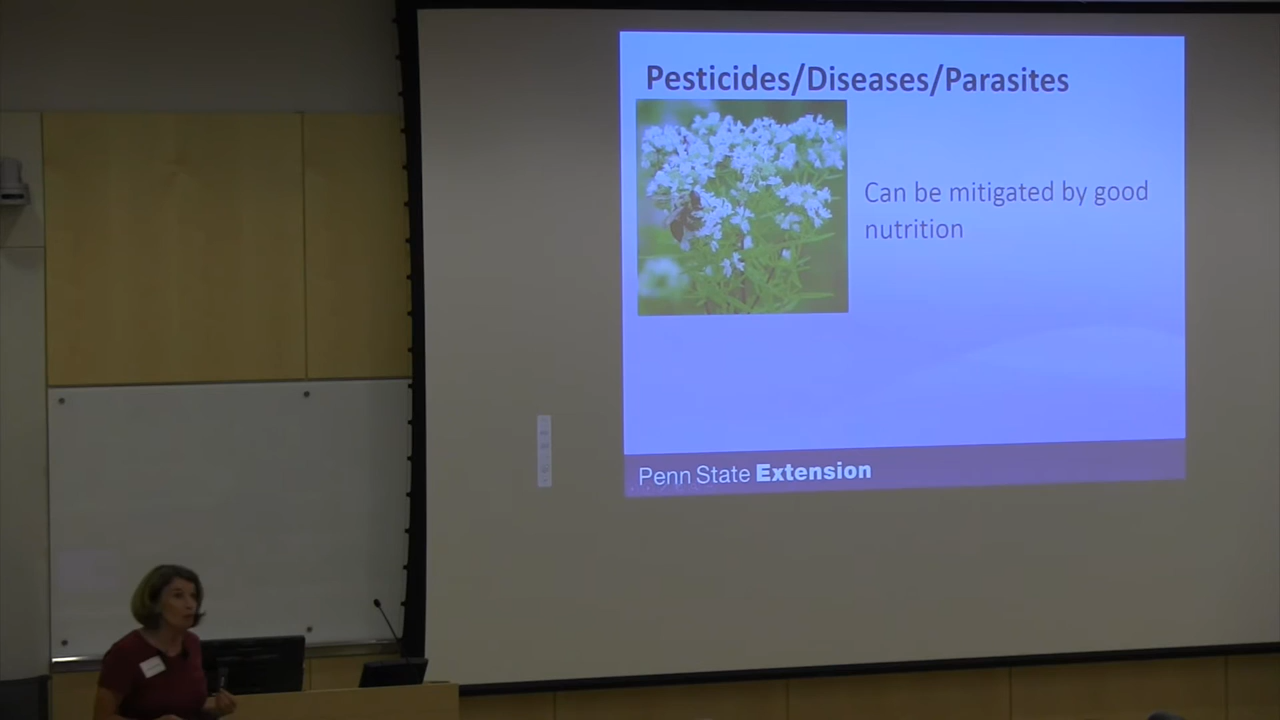 Pesticides/Diseases/Parasites
Can be mitigated by good
nutrition
Penn State Extension